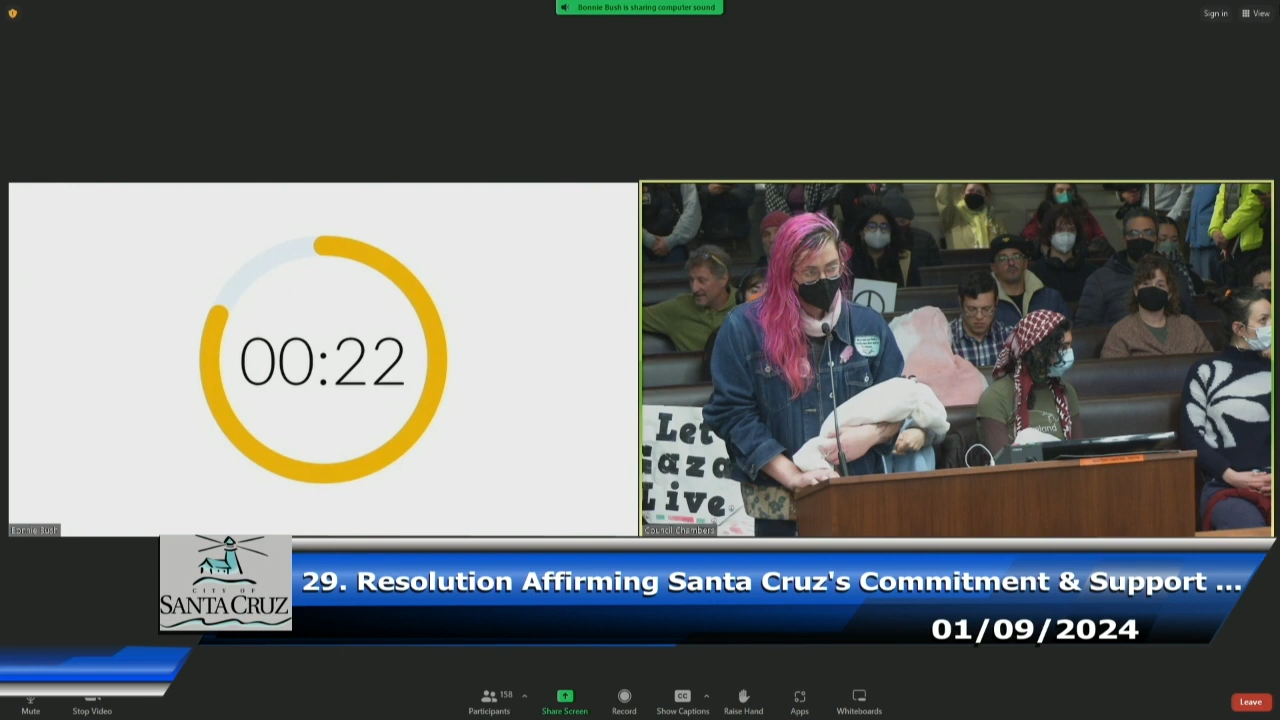 Bonnie Bush is sharing computer sound
Sign in
View
00:22
Let
Gaza
Live
Bonnie Bush
Council Chambers
CITY OF
SANTA CRUZ
29. Resolution Affirming Santa Cruz's Commitment & Support ...
01/09/2024
Mute
Stop Video
Participants
158
Share Screen
CC
Record
Show Captions
Raise Hand
Apps
Whiteboards
Leave